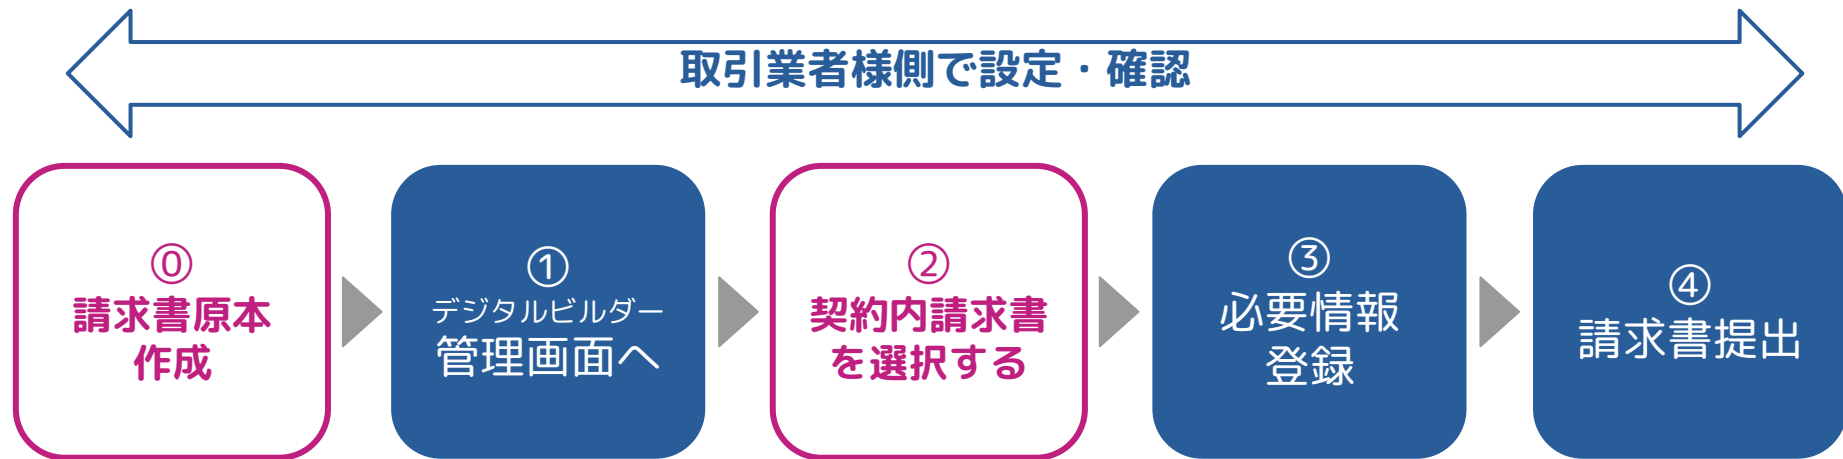 取引業者様側で設定・確認
⓪
請求書原本
作成
①
デジタルビルダー
管理画面へ
②
契約内請求書
を選択する
③
必要情報
登録
④
請求書提出